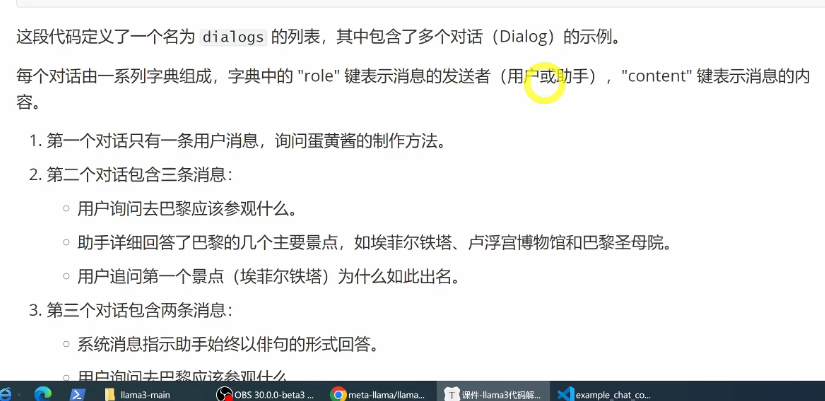 这段代码定义了一个名为 dialogs 的列表，其中包含了多个对话（Dialog）的示例。
每个对话由一系列字典组成，字典中的 "role" 键表示消息的发送者（用户或助手），"content" 键表示消息的内
容。
1. 第一个对话只有一条用户消息，询问蛋黄酱的制作方法。
2. 第二个对话包含三条消息：
用户询问去巴黎应该参观什么。
助手详细回答了巴黎的几个主要景点，如埃菲尔铁塔、卢浮宫博物馆和巴黎圣母院。
用户追问第一个景点（埃菲尔铁塔）为什么如此出名。
3. 第三个对话包含两条消息：
系统消息指示助手始终以俳句的形式回答。
用户询问去巴黎应该参观什么。
llama3-main OBS 30.0.0-beta3 ... meta-llama/llama... 课件-llama3代码解... example_chat_co...